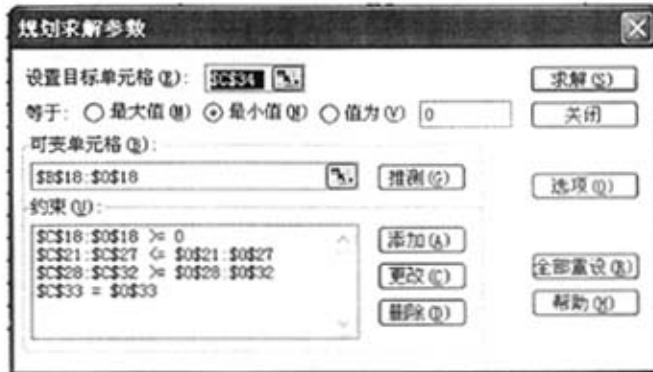 规划求解参数
设置目标单元格(E): $C$34 求解(S)
等于: 最大值(M) 最小值(N) 值为(V) 0 关闭
可变单元格(B):
$B$18:$O$18 推测(G) 选项(O)
约束(U):
$C$18:$O$18 >= 0 添加(A)
$C$21:$C$27 <= $O$21:$O$27 更改(C) 全部重设(R)
$C$28:$C$32 >= $O$28:$O$32 删除(D) 帮助(H)
$C$33 = $O$33